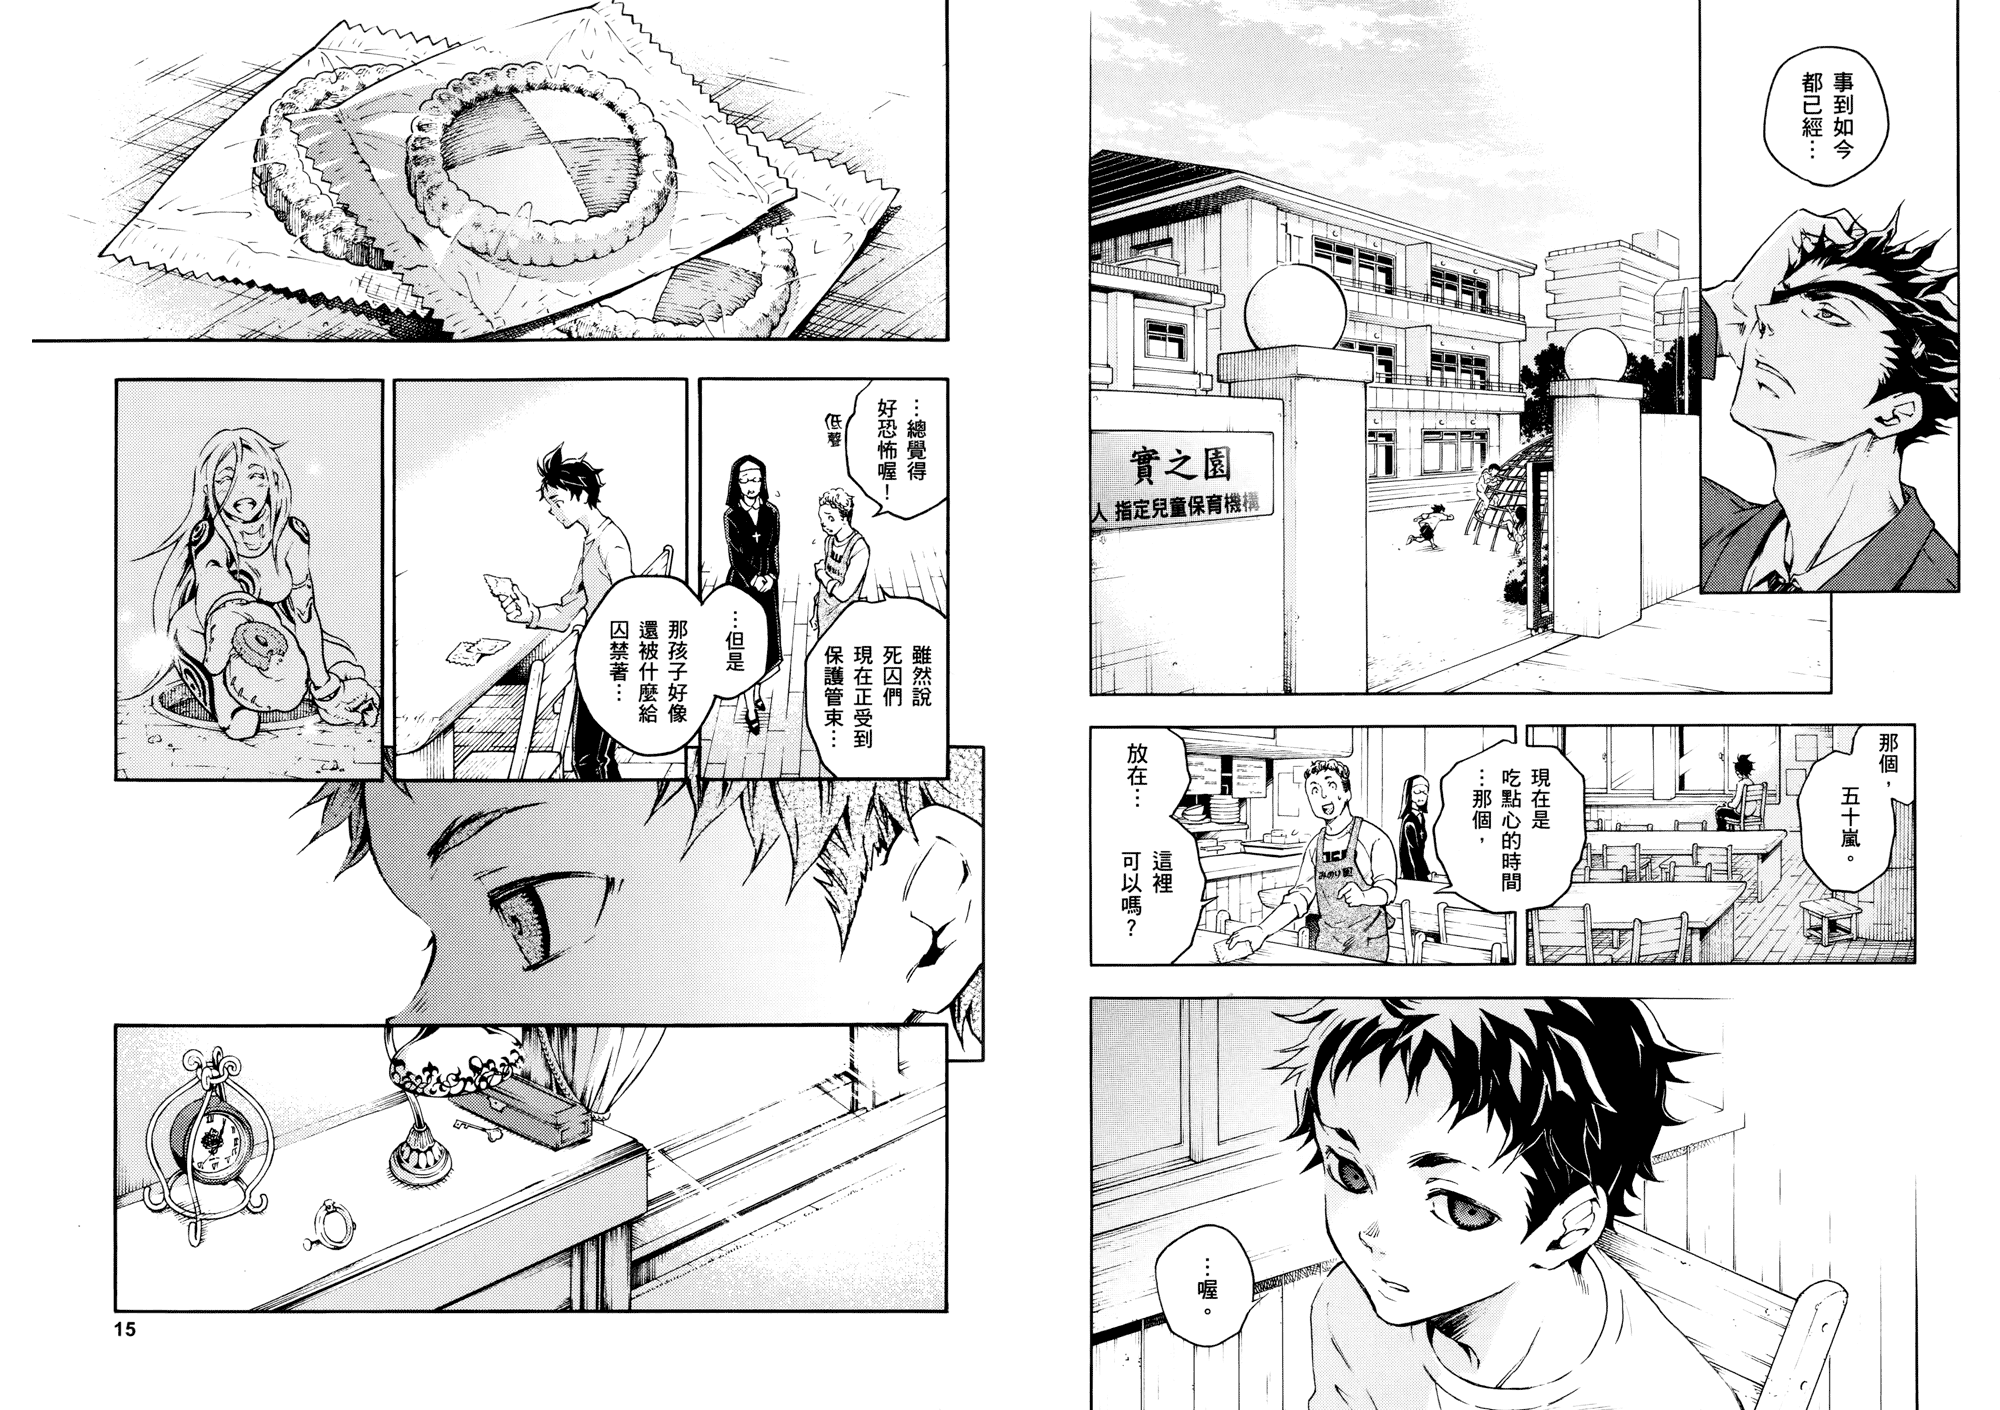 事到如今
都已經…
實之園
人 指定兒童保育機構
那個，
五十嵐。
現在是
吃點心的時間
…那個，
みのり園
放在…
這裡
可以嗎？
…喔。
…總覺得
好恐怖喔！
低聲
雖然說
死囚們
現在正受到
保護管束…
…但是
那孩子好像
還被什麼給
囚禁著…
15